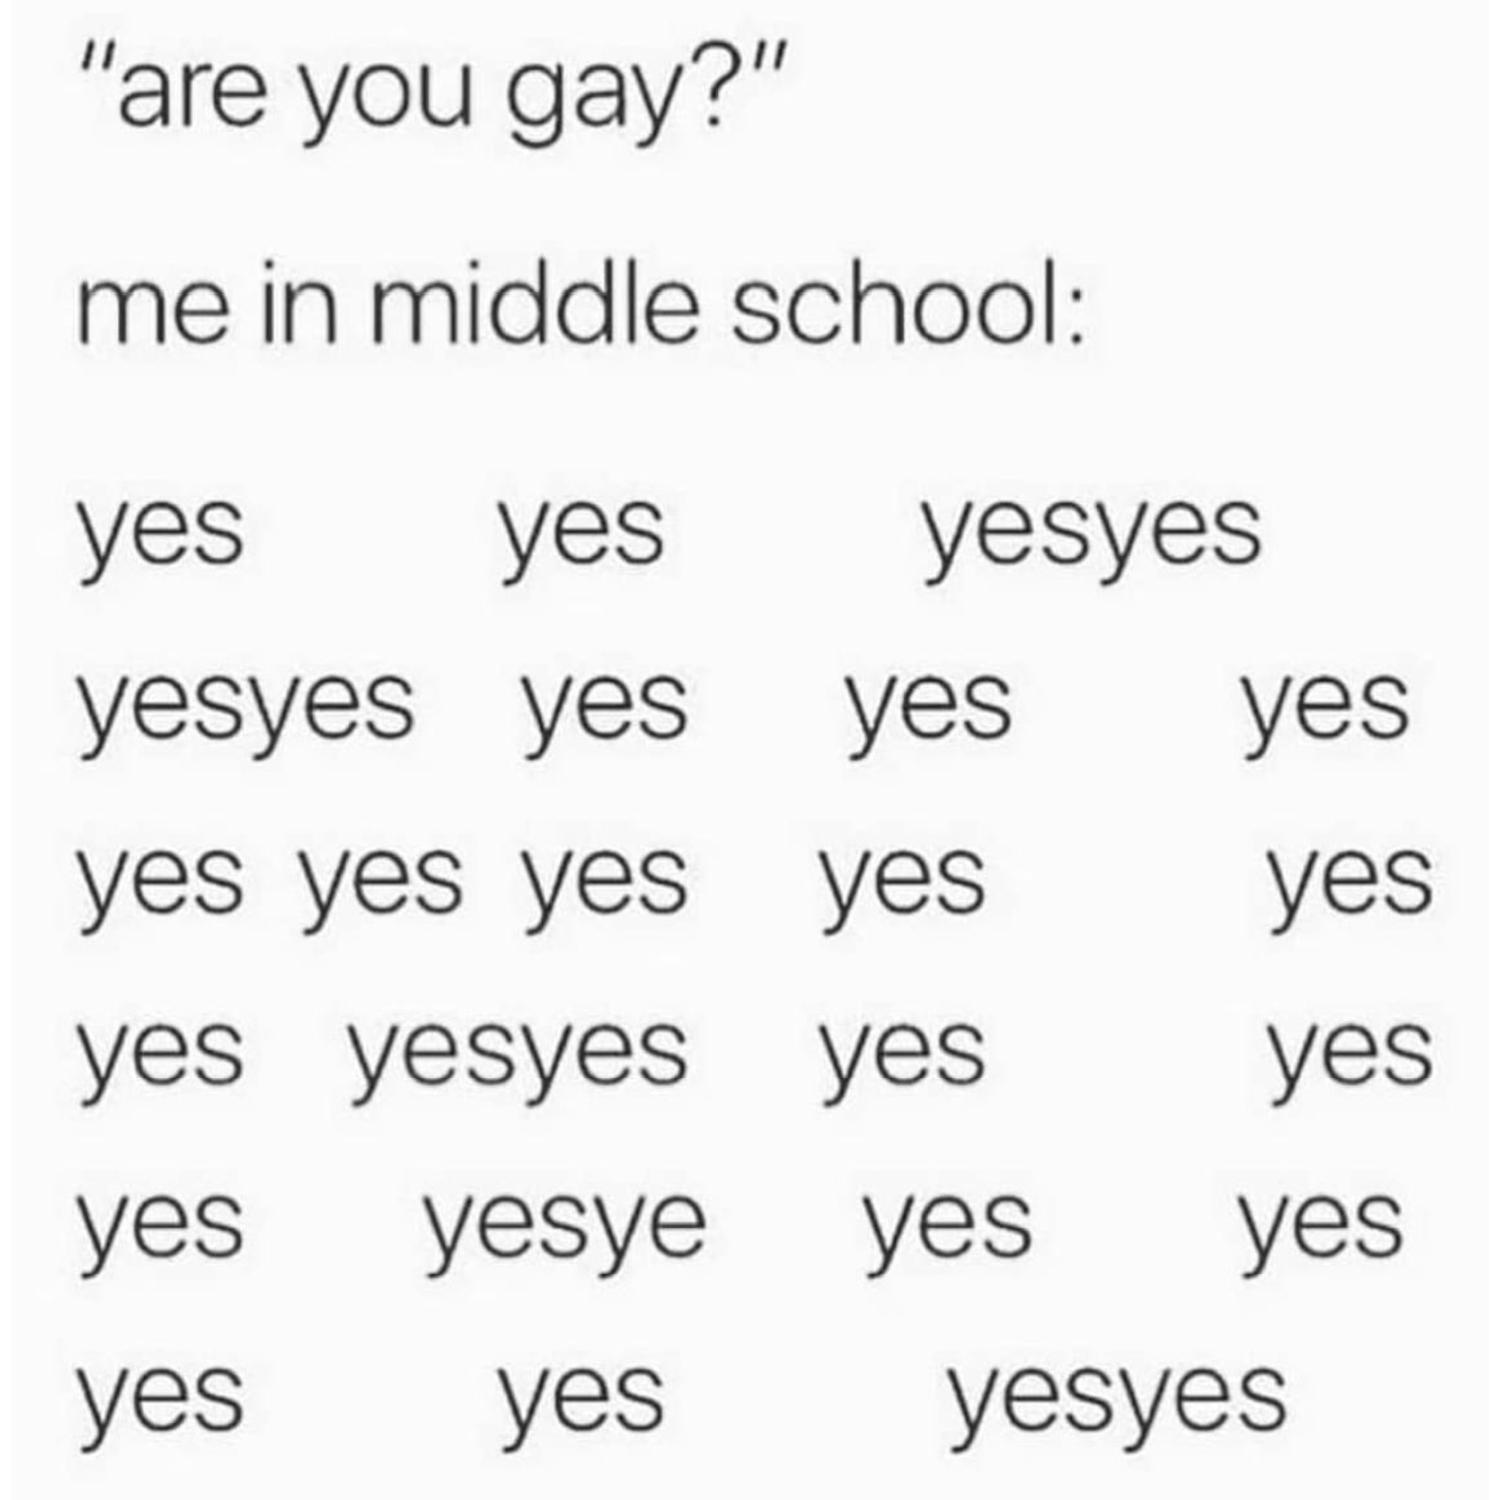 "are you gay?"
me in middle school:
yes yes yesyes
yesyes yes yes yes
yes yes yes yes yes
yes yesyes yes yes
yes yesye yes yes
yes yes yesyes